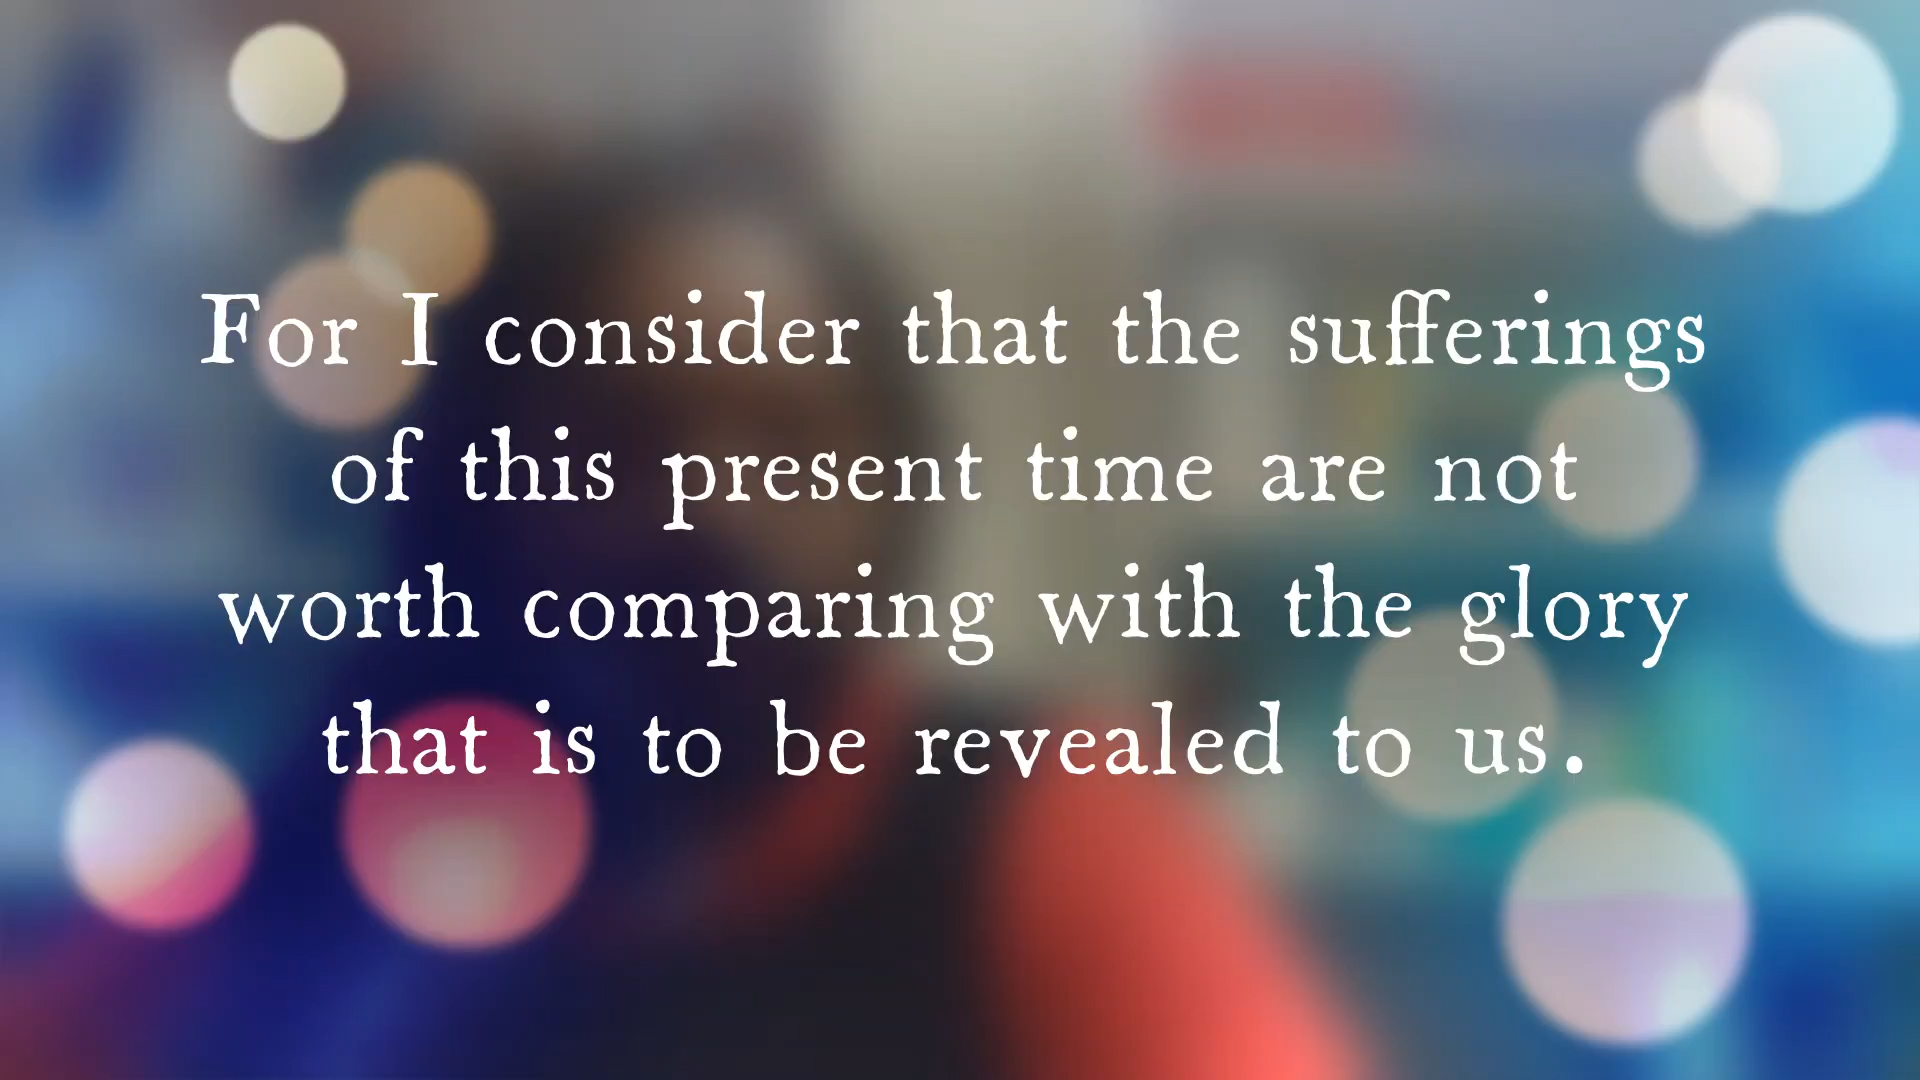 For I consider that the sufferings
of this present time are not
worth comparing with the glory
that is to be revealed to us.